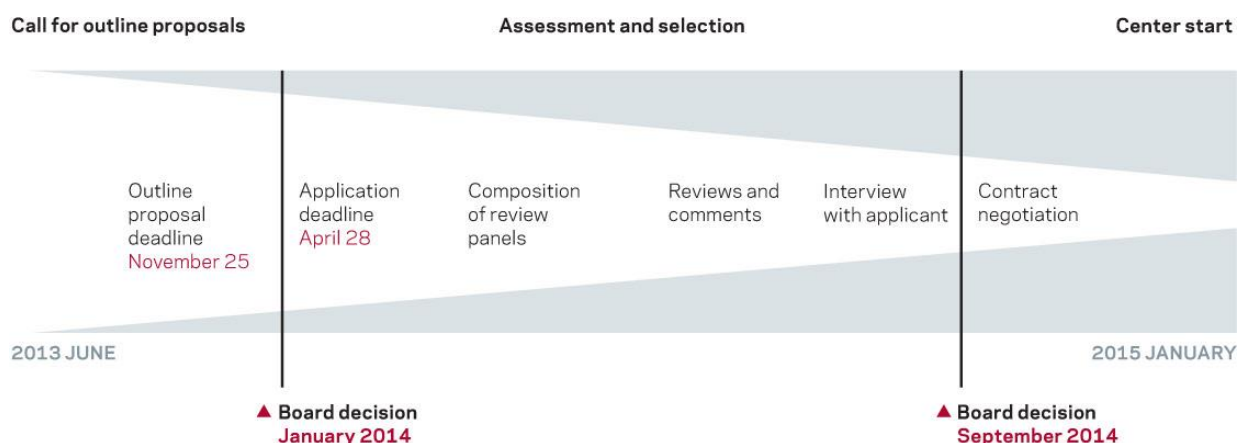 Call for outline proposals
Assessment and selection
Center start
Outline
proposal
deadline
November 25
Application
deadline
April 28
Composition
of review
panels
Reviews and
comments
Interview
with applicant
Contract
negotiation
2013 JUNE
2015 JANUARY
▲ Board decision
January 2014
▲ Board decision
September 2014